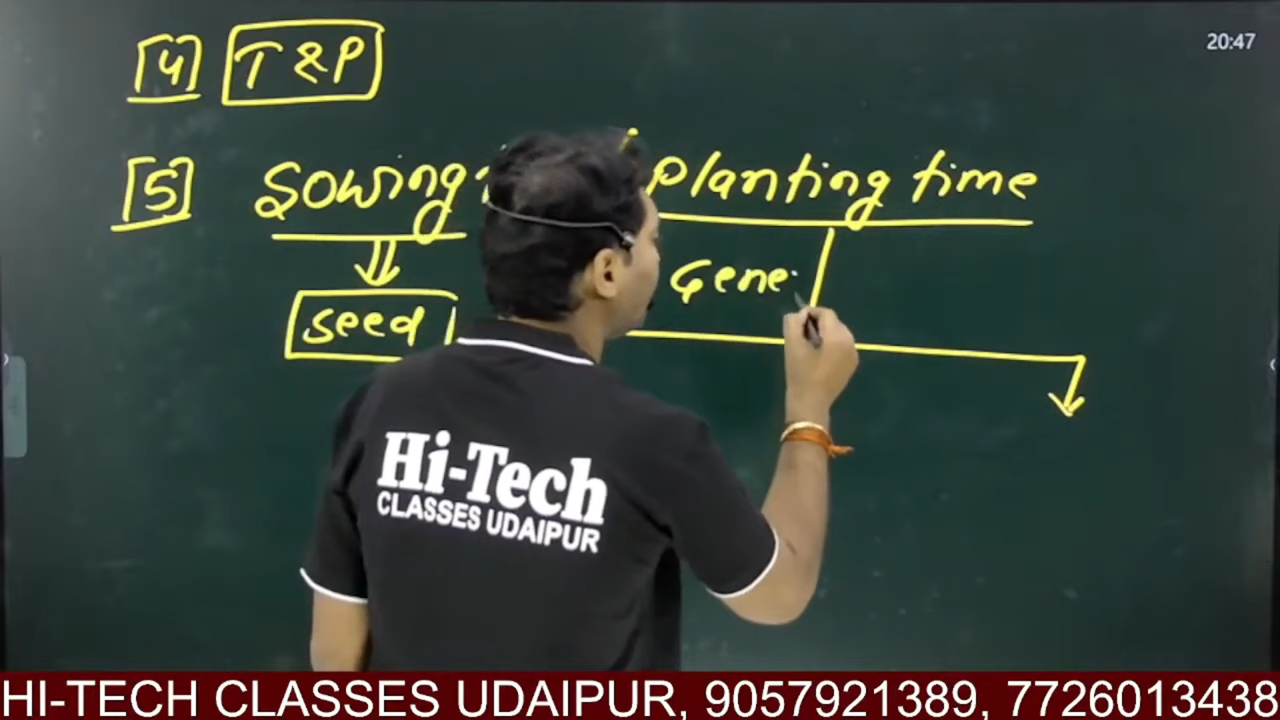 20:47
[4] T & P
[5] Sowing Planting time
Gene
seed
Hi-Tech
CLASSES UDAIPUR
HI-TECH CLASSES UDAIPUR, 9057921389, 7726013438